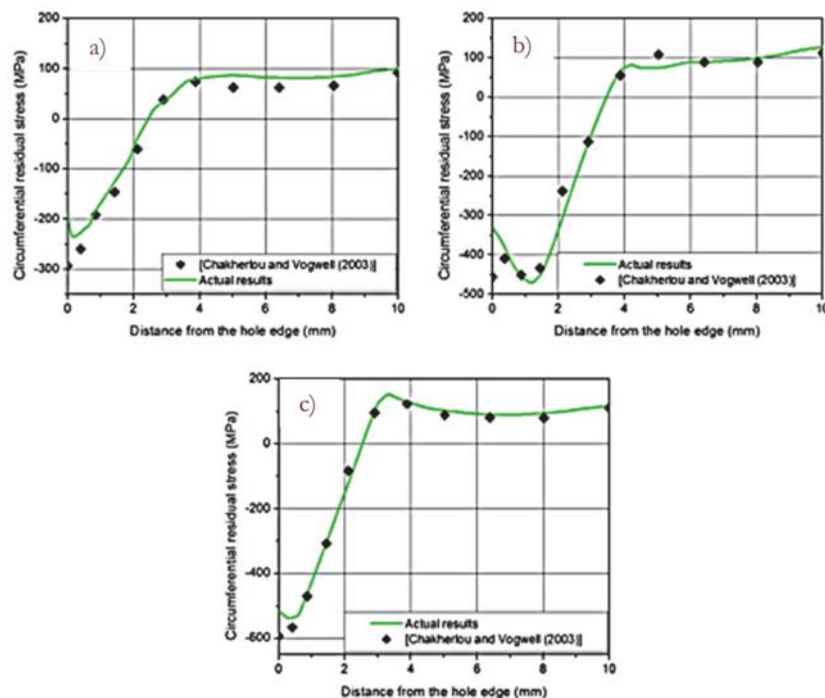 a)
200
100
0
-100
-200
-300
0 2 4 6 8 10
Circumferential residual stress (MPa)
[Chakherlou and Vogwell (2003)]
Actual results
Distance from the hole edge (mm)
b)
200
100
0
-100
-200
-300
-400
-500
0 2 4 6 8 10
Circumferential residual stress (MPa)
Actual results
[Chakherlou and Vogwell (2003)]
Distance from the hole edge (mm)
c)
200
0
-200
-400
-600
0 2 4 6 8 10
Circumferential residual stress (MPa)
Actual results
[Chakherlou and Vogwell (2003)]
Distance from the hole edge (mm)